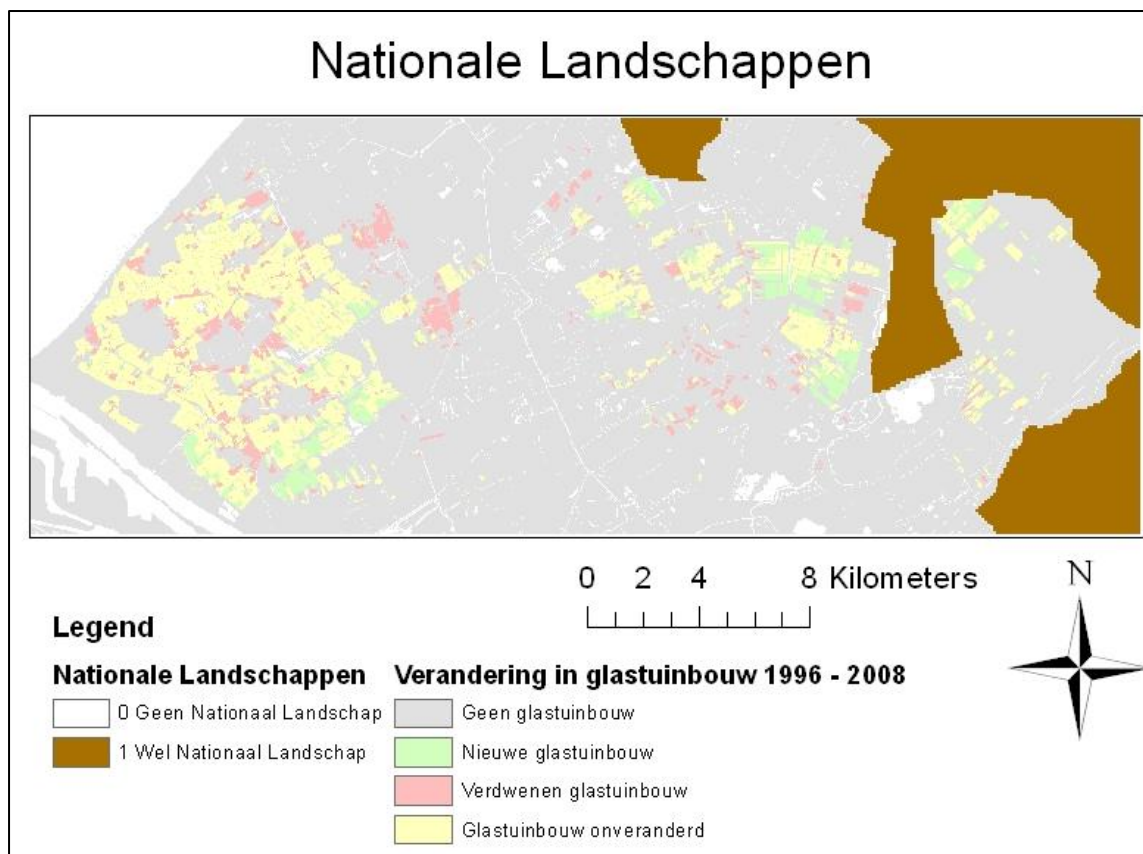 Nationale Landschappen
0 2 4 8 Kilometers
N
Legend
Nationale Landschappen
0 Geen Nationaal Landschap
1 Wel Nationaal Landschap
Verandering in glastuinbouw 1996 - 2008
Geen glastuinbouw
Nieuwe glastuinbouw
Verdwenen glastuinbouw
Glastuinbouw onveranderd